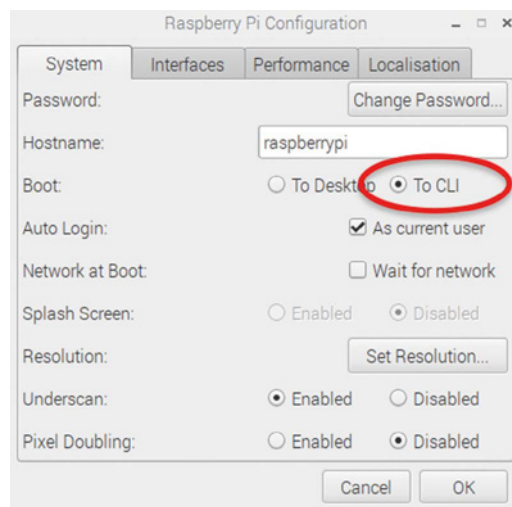 Raspberry Pi Configuration
System Interfaces Performance Localisation
Password: Change Password...
Hostname: raspberrypi
Boot: To Desktop To CLI
Auto Login: As current user
Network at Boot: Wait for network
Splash Screen: Enabled Disabled
Resolution: Set Resolution...
Underscan: Enabled Disabled
Pixel Doubling: Enabled Disabled
Cancel OK